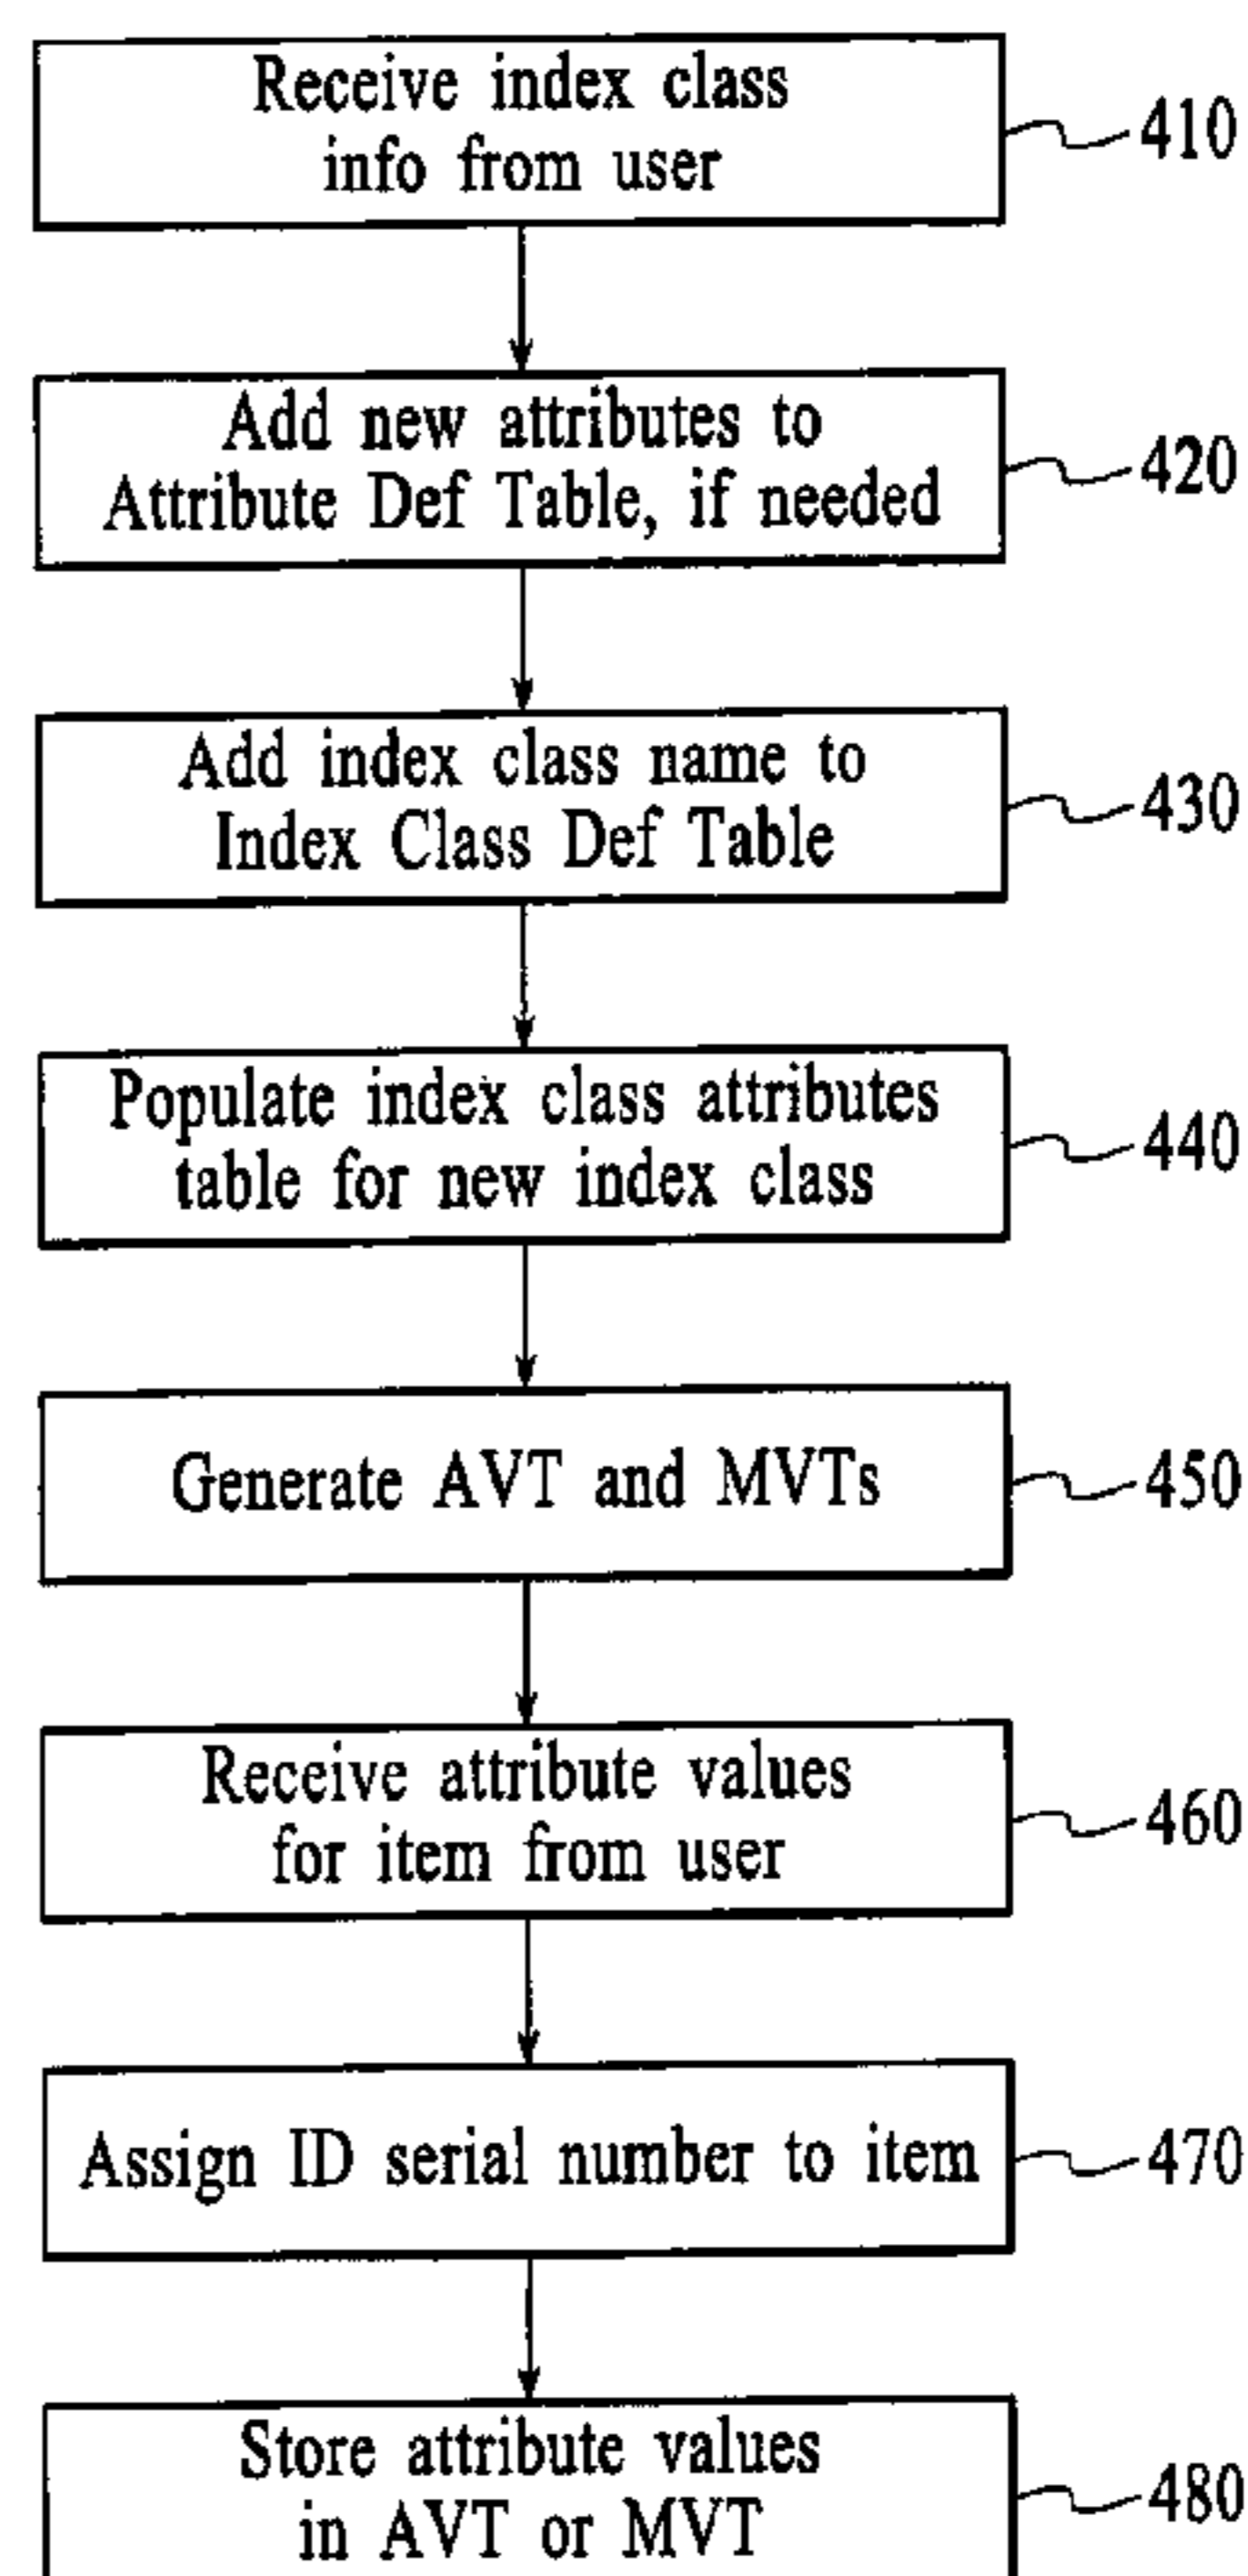 Receive index class
info from user
410
Add new attributes to
Attribute Def Table, if needed
420
Add index class name to
Index Class Def Table
430
Populate index class attributes
table for new index class
440
Generate AVT and MVTs
450
Receive attribute values
for item from user
460
Assign ID serial number to item
470
Store attribute values
in AVT or MVT
480